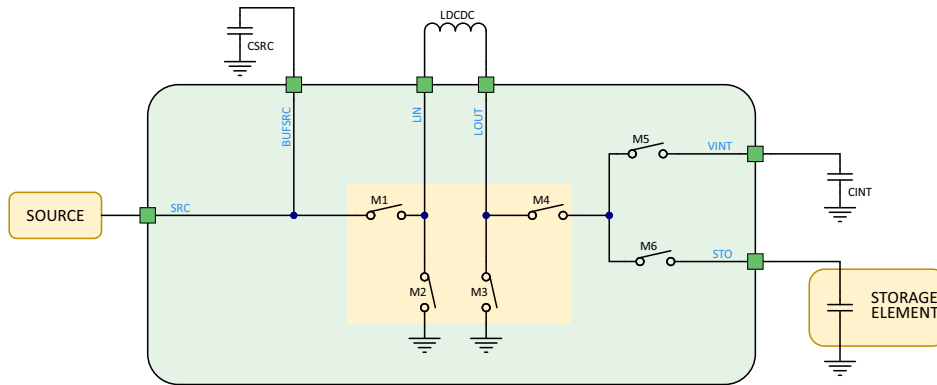 LDCDC
CSRC
BUFSRC
LIN
LOUT
M5
VINT
CINT
SOURCE
SRC
M1
M4
M6
STO
M2
M3
STORAGE
ELEMENT